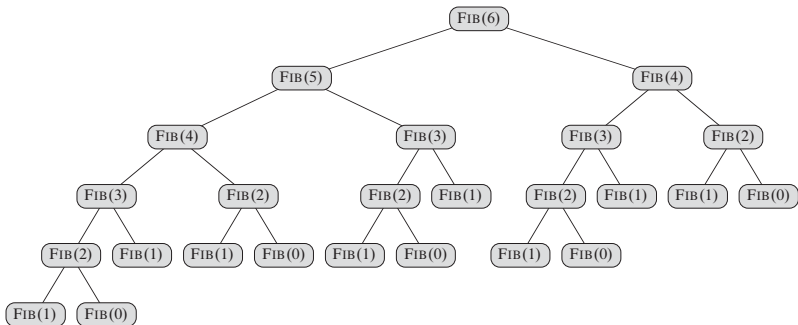 FIB(6)
FIB(5) FIB(4)
FIB(4) FIB(3) FIB(3) FIB(2)
FIB(3) FIB(2) FIB(2) FIB(1) FIB(2) FIB(1) FIB(1) FIB(0)
FIB(2) FIB(1) FIB(1) FIB(0) FIB(1) FIB(0) FIB(1) FIB(0)
FIB(1) FIB(0)